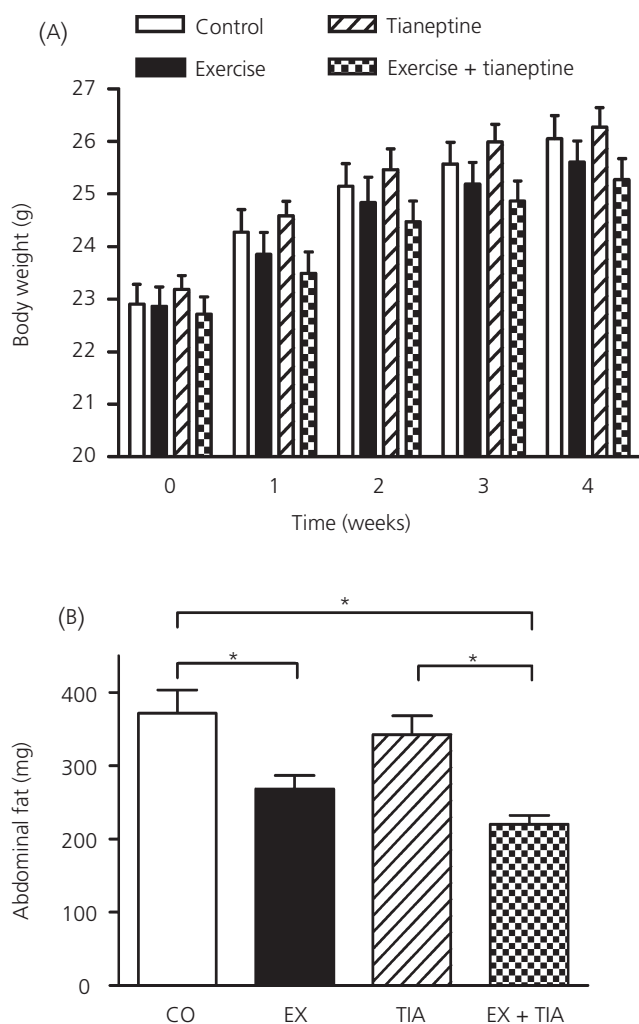 (A)
Control
Tianeptine
Exercise
Exercise + tianeptine
27
26
25
24
23
22
21
20
Body weight (g)
0 1 2 3 4
Time (weeks)
(B)
*
* *
400
300
200
100
0
Abdominal fat (mg)
CO EX TIA EX + TIA